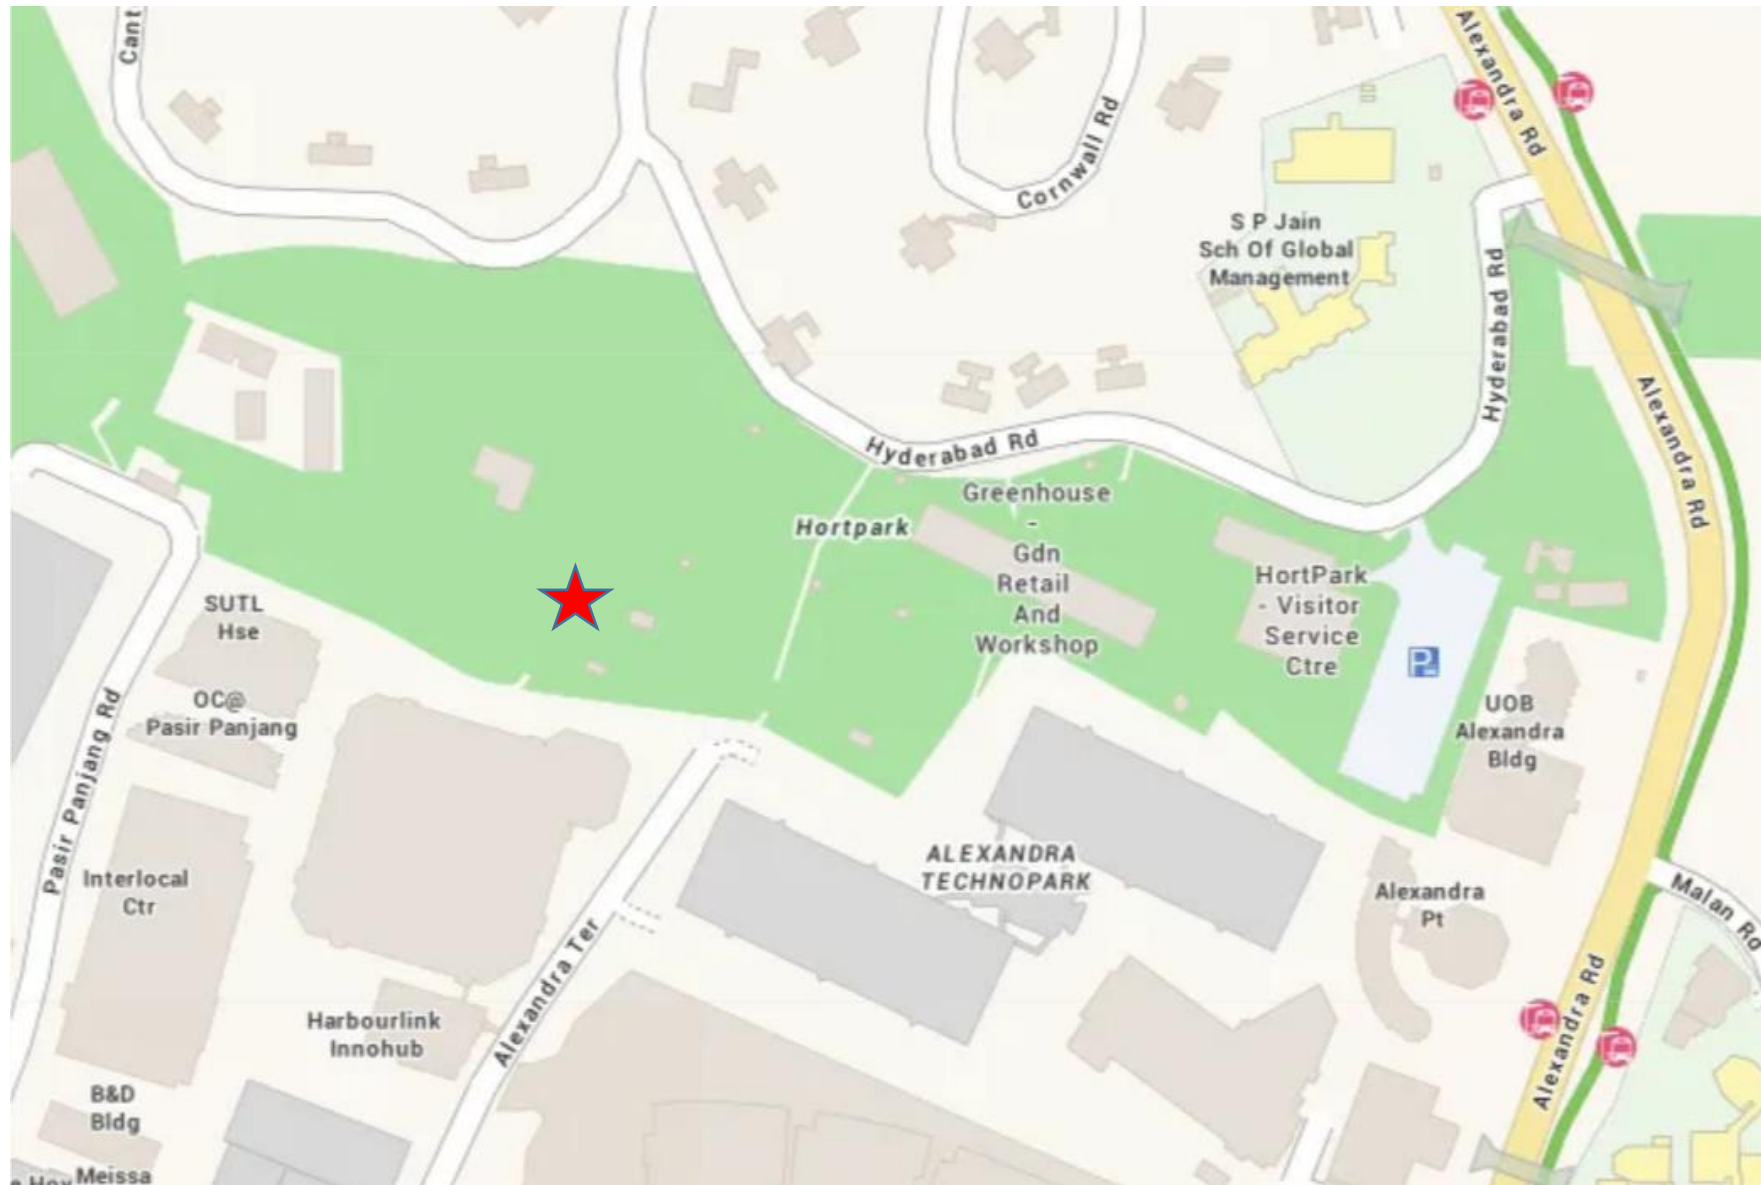 Cant
Alexandra Rd
Cornwall Rd
S P Jain
Sch Of Global
Management
Hyderabad Rd
Alexandra Rd
Hyderabad Rd
Greenhouse
-
Gdn
Retail
And
Workshop
Hortpark
HortPark
- Visitor
Service
Ctre
P
SUTL
Hse
OC@
Pasir Panjang
UOB
Alexandra
Bldg
Pasir Panjang Rd
ALEXANDRA
TECHNOPARK
Interlocal
Ctr
Alexandra
Pt
Malan Ro
Alexandra Ter
Alexandra Rd
Harbourlink
Innohub
B&D
Bldg
Meissa